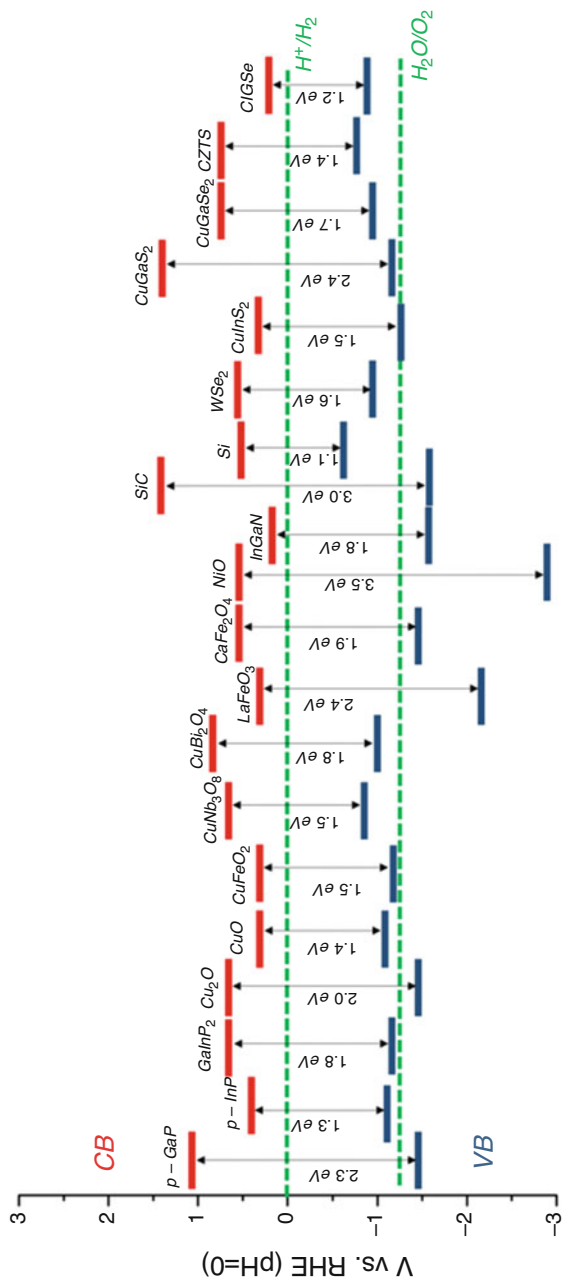 V vs. RHE (pH=0)
3
2
1
0
−1
−2
−3
CB
VB
H⁺/H₂
H₂O/O₂
p − GaP
2.3 eV
p − InP
1.3 eV
GaInP₂
1.8 eV
Cu₂O
2.0 eV
CuO
1.4 eV
CuFeO₂
1.5 eV
CuNb₃O₈
1.5 eV
CuBi₂O₄
1.8 eV
LaFeO₃
2.4 eV
CaFe₂O₄
1.9 eV
NiO
3.5 eV
InGaN
1.8 eV
SiC
3.0 eV
Si
1.1 eV
WSe₂
1.6 eV
CuInS₂
1.5 eV
CuGaS₂
2.4 eV
CuGaSe₂
1.7 eV
CZTS
1.4 eV
CIGSe
1.2 eV